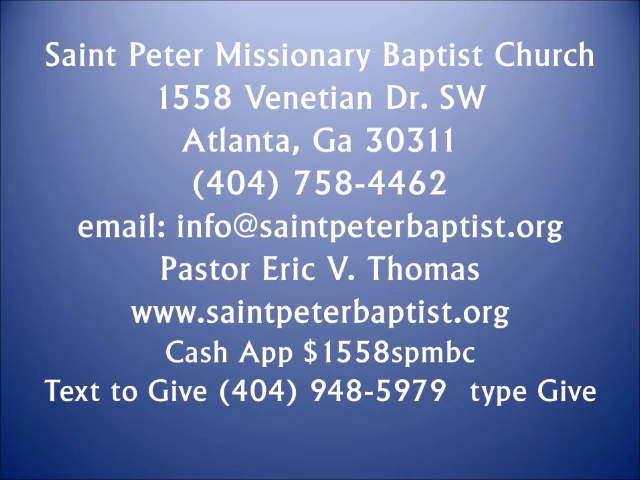 Saint Peter Missionary Baptist Church
1558 Venetian Dr. SW
Atlanta, Ga 30311
(404) 758-4462
email: info@saintpeterbaptist.org
Pastor Eric V. Thomas
www.saintpeterbaptist.org
Cash App $1558spmbc
Text to Give (404) 948-5979 type Give